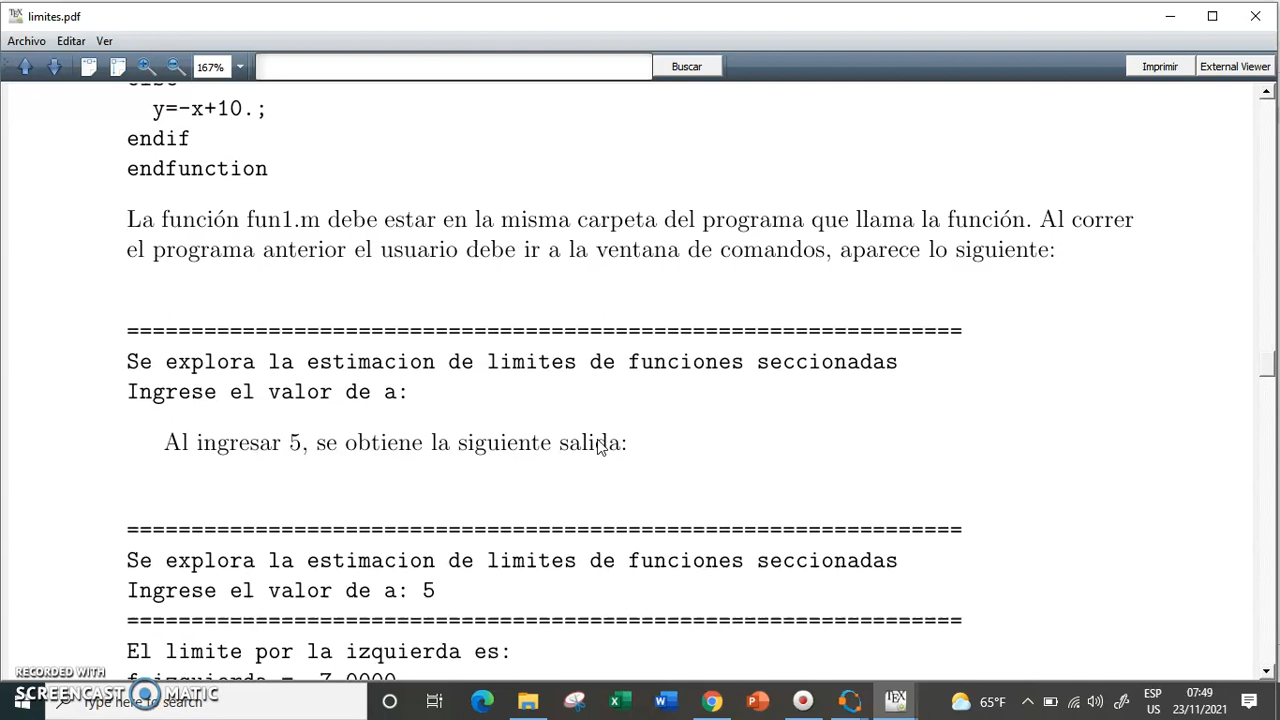 limites.pdf
Archivo Editar Ver
167% Buscar Imprimir External Viewer
else
y=-x+10.;
endif
endfunction
La función fun1.m debe estar en la misma carpeta del programa que llama la función. Al correr
el programa anterior el usuario debe ir a la ventana de comandos, aparece lo siguiente:
=================================================================
Se explora la estimacion de limites de funciones seccionadas
Ingrese el valor de a:
Al ingresar 5, se obtiene la siguiente salida:
=================================================================
Se explora la estimacion de limites de funciones seccionadas
Ingrese el valor de a: 5
=================================================================
El limite por la izquierda es:
RECORDED WITH
SCREENCAST MATIC
Type here to search
65°F
ESP
US
07:49
23/11/2021